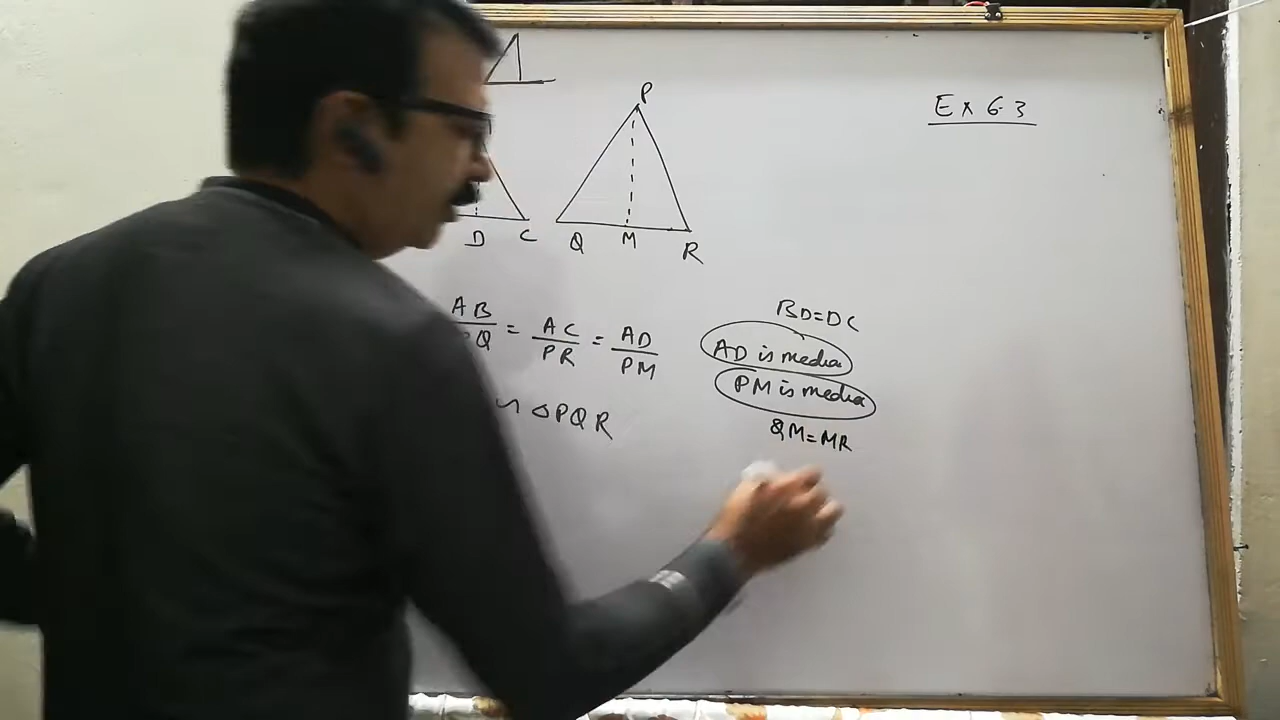 Ex 6.3
P
D C Q M R
AB/PQ = AC/PR = AD/PM
~ ΔPQR
BD=DC
AD is media
PM is media
QM=MR